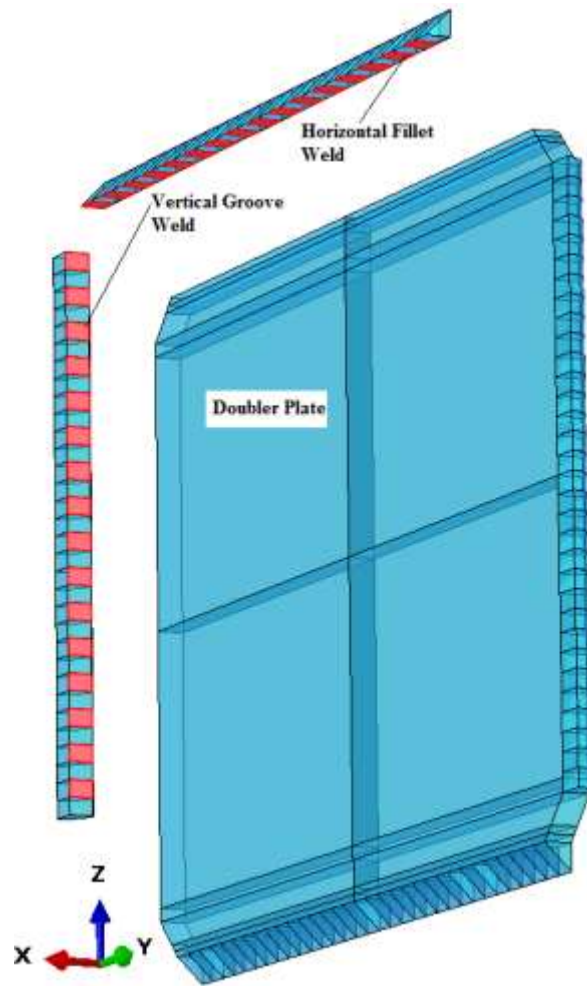 Horizontal Fillet
Weld
Vertical Groove
Weld
Doubler Plate
Z
X
Y